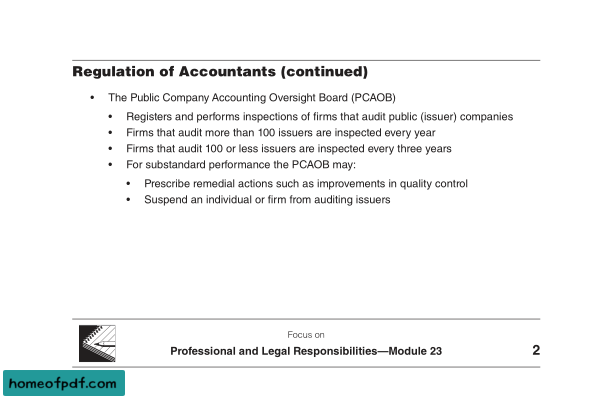 Regulation of Accountants (continued)
• The Public Company Accounting Oversight Board (PCAOB)
• Registers and performs inspections of firms that audit public (issuer) companies
• Firms that audit more than 100 issuers are inspected every year
• Firms that audit 100 or less issuers are inspected every three years
• For substandard performance the PCAOB may:
• Prescribe remedial actions such as improvements in quality control
• Suspend an individual or firm from auditing issuers
Focus on
Professional and Legal Responsibilities—Module 23
2
homeofpdf.com